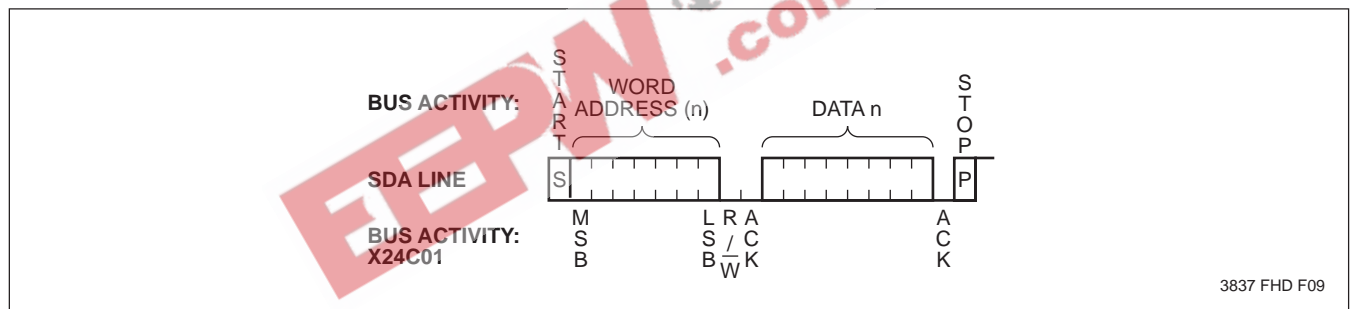 EEPW.com
START
WORD
BUS ACTIVITY: ADDRESS (n) DATA n
STOP
SDA LINE S P
BUS ACTIVITY:
X24C01
MSB
LSB
R/W̅
ACK
ACK
3837 FHD F09